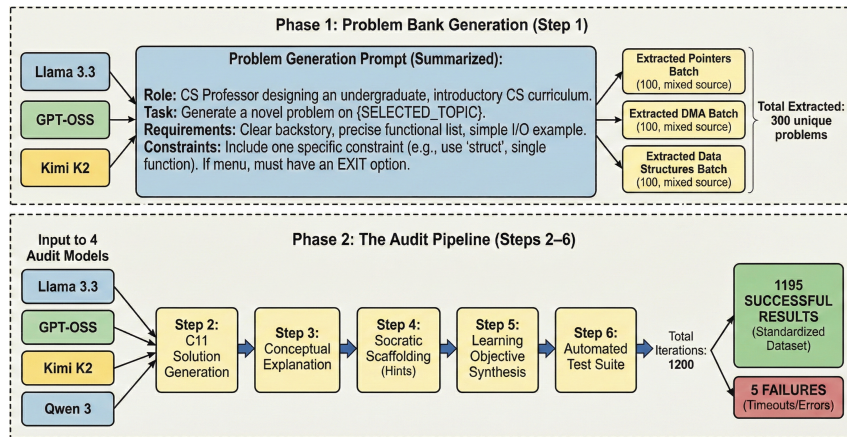 Phase 1: Problem Bank Generation (Step 1)
Llama 3.3
GPT-OSS
Kimi K2
Problem Generation Prompt (Summarized):
Role: CS Professor designing an undergraduate, introductory CS curriculum.
Task: Generate a novel problem on {SELECTED_TOPIC}.
Requirements: Clear backstory, precise functional list, simple I/O example.
Constraints: Include one specific constraint (e.g., use ‘struct’, single
function). If menu, must have an EXIT option.
Extracted Pointers
Batch
(100, mixed source)
Extracted DMA Batch
(100, mixed source)
Extracted Data
Structures Batch
(100, mixed source)
Total Extracted:
300 unique
problems
Phase 2: The Audit Pipeline (Steps 2–6)
Input to 4
Audit Models
Llama 3.3
GPT-OSS
Kimi K2
Qwen 3
Step 2:
C11
Solution
Generation
Step 3:
Conceptual
Explanation
Step 4:
Socratic
Scaffolding
(Hints)
Step 5:
Learning
Objective
Synthesis
Step 6:
Automated
Test Suite
Total
Iterations:
1200
1195
SUCCESSFUL
RESULTS
(Standardized
Dataset)
5 FAILURES
(Timeouts/Errors)